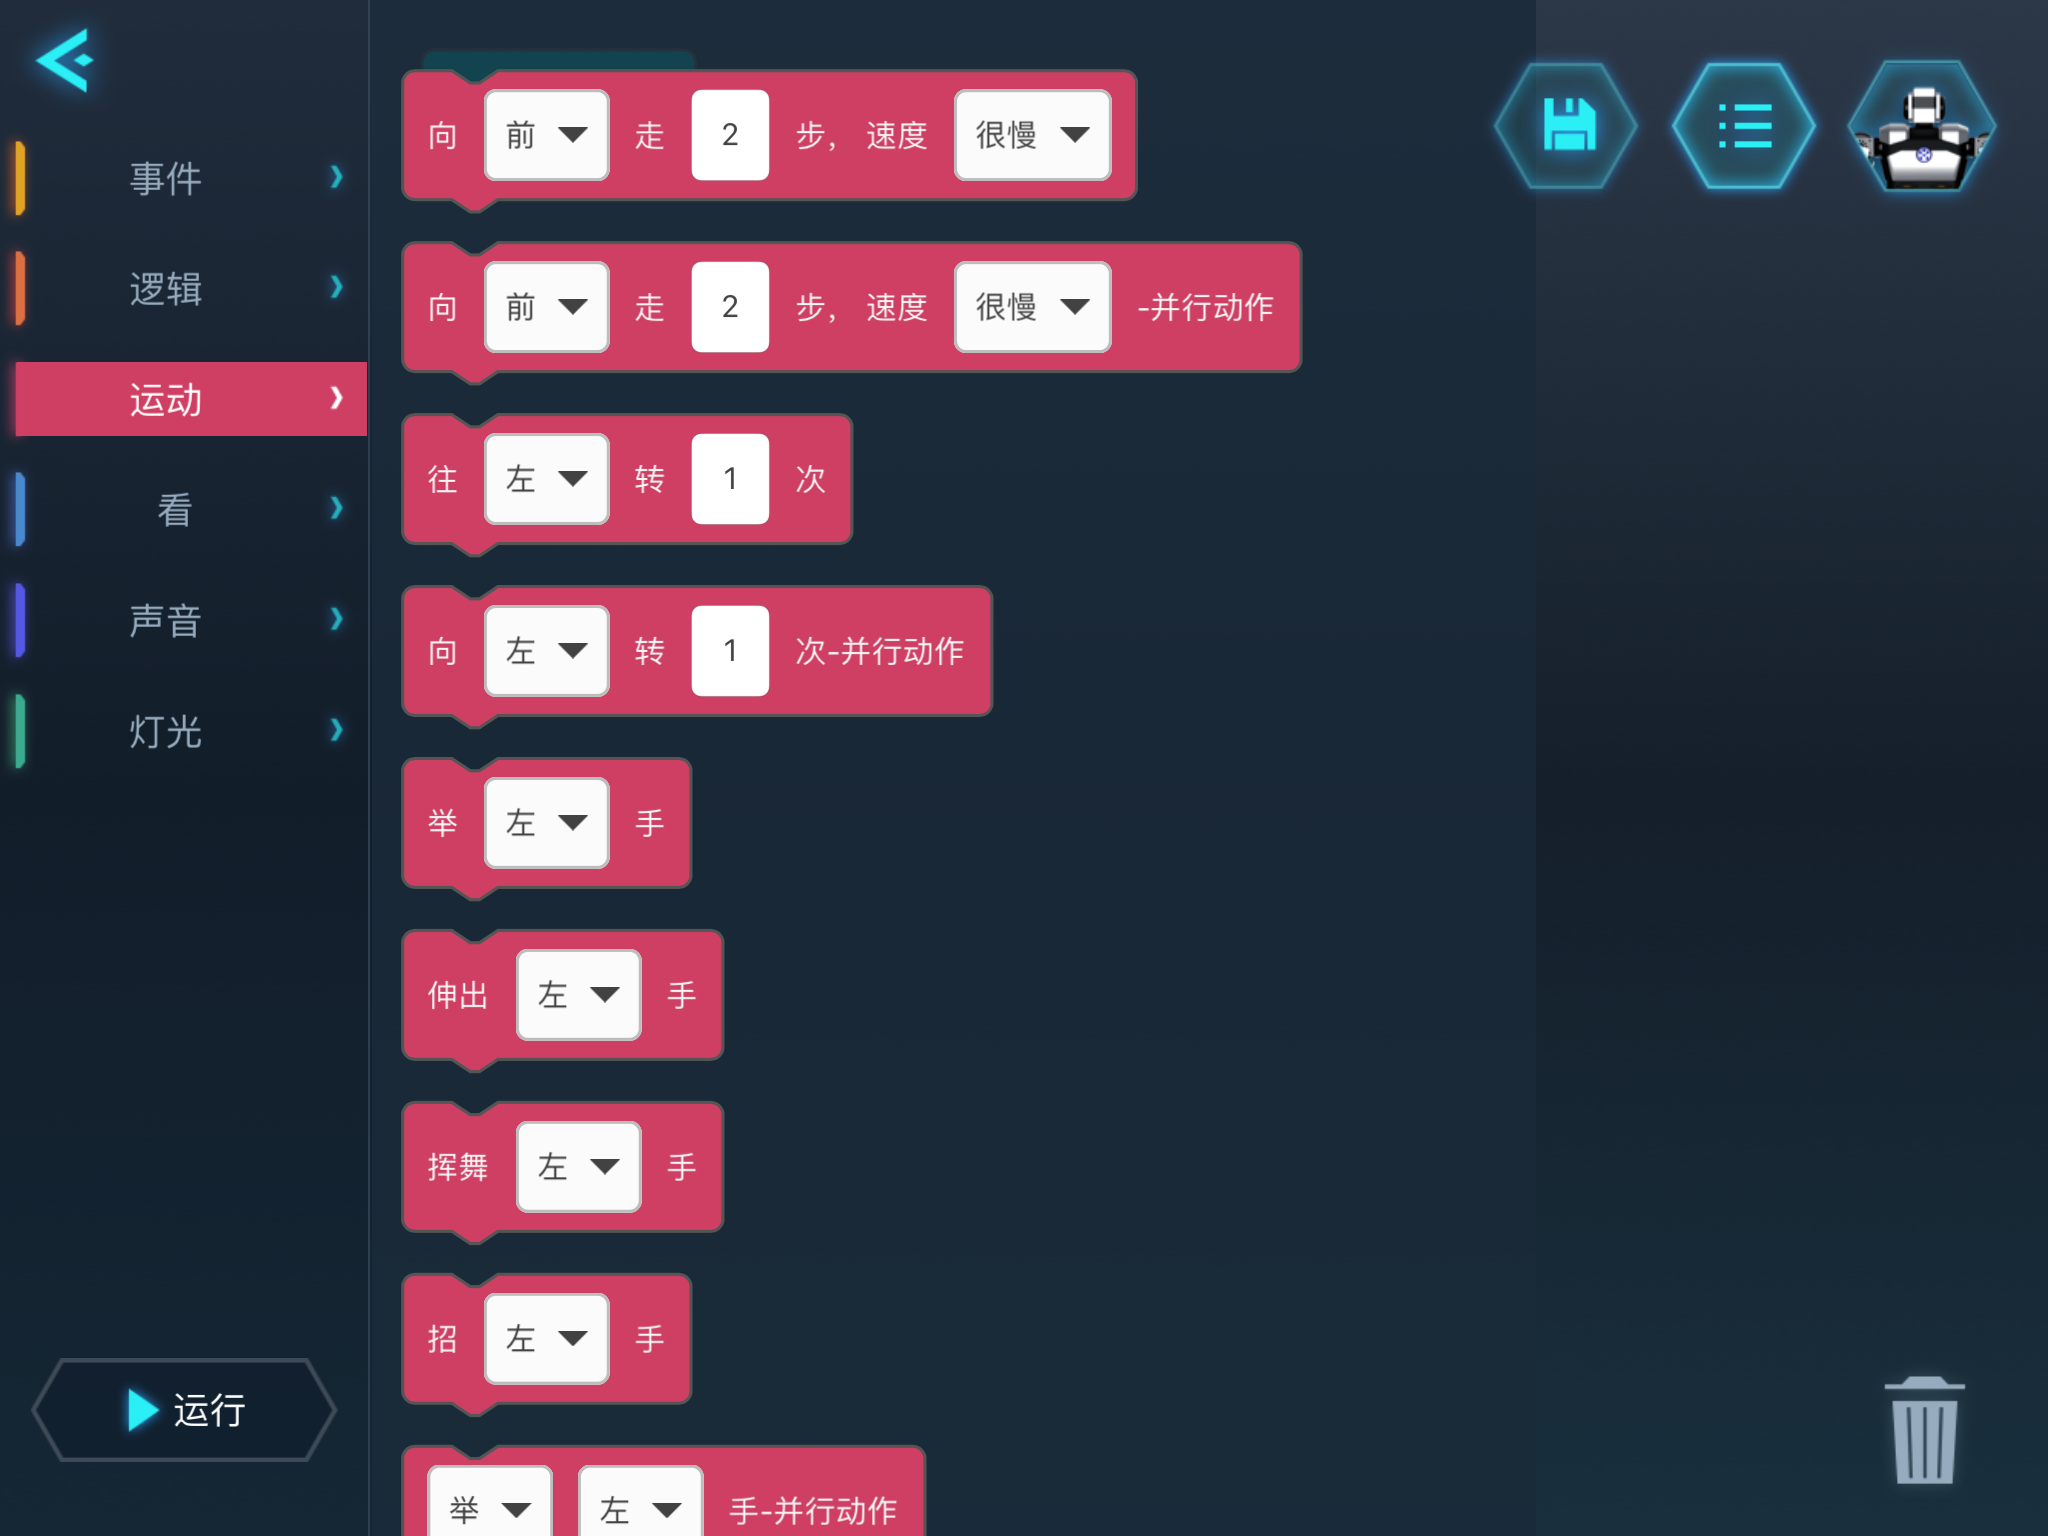 事件
逻辑
运动
看
声音
灯光
运行
向 前 走 2 步， 速度 很慢
向 前 走 2 步， 速度 很慢 -并行动作
往 左 转 1 次
向 左 转 1 次-并行动作
举 左 手
伸出 左 手
挥舞 左 手
招 左 手
举 左 手-并行动作